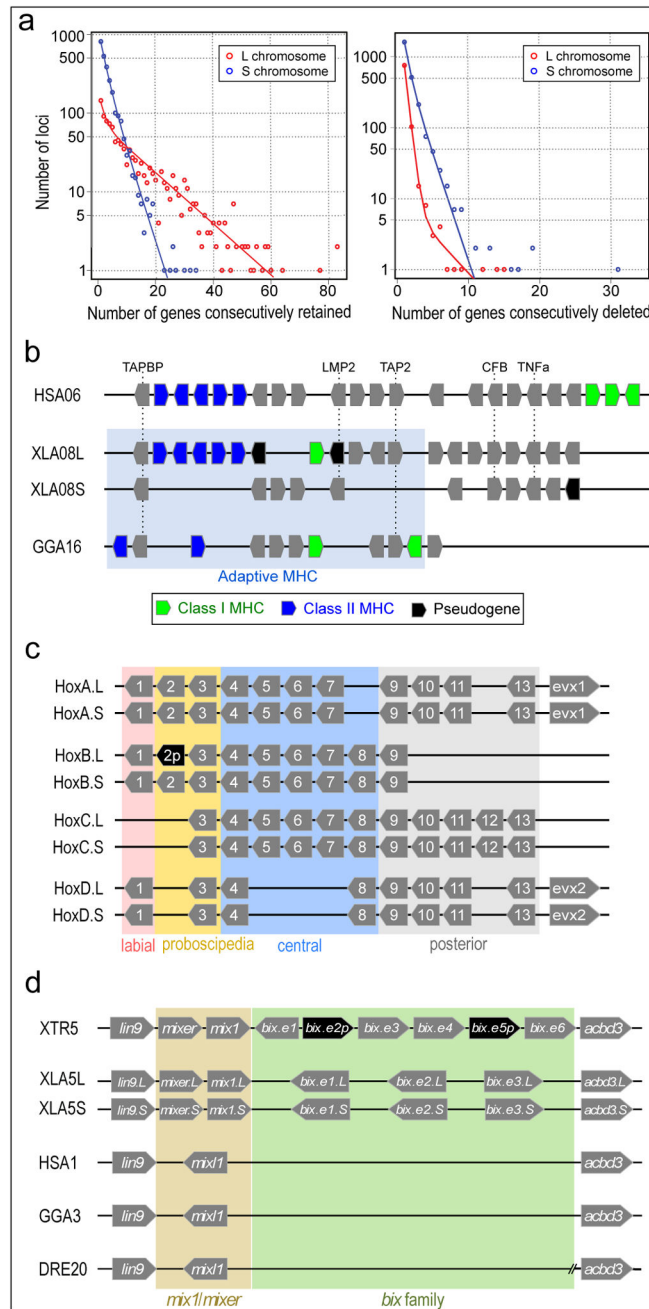 a
L chromosome
S chromosome
Number of loci
1000
500
100
50
10
5
1
0 20 40 60 80
Number of genes consecutively retained
L chromosome
S chromosome
1000
500
100
50
10
5
1
0 10 20 30
Number of genes consecutively deleted
b
TAPBP LMP2 TAP2 CFB TNFa
HSA06
XLA08L
XLA08S
GGA16
Adaptive MHC
Class I MHC Class II MHC Pseudogene
c
HoxA.L 1 2 3 4 5 6 7 9 10 11 13 evx1
HoxA.S 1 2 3 4 5 6 7 9 10 11 13 evx1
HoxB.L 1 2p 3 4 5 6 7 8 9
HoxB.S 1 2 3 4 5 6 7 8 9
HoxC.L 3 4 5 6 7 8 9 10 11 12 13
HoxC.S 3 4 5 6 7 8 9 10 11 12 13
HoxD.L 1 3 4 8 9 10 11 13 evx2
HoxD.S 1 3 4 8 9 10 11 13 evx2
labial proboscipedia central posterior
d
XTR5 lin9 mixer mix1 bix.e1 bix.e2p bix.e3 bix.e4 bix.e5p bix.e6 acbd3
XLA5L lin9.L mixer.L mix1.L bix.e1.L bix.e2.L bix.e3.L acbd3.L
XLA5S lin9.S mixer.S mix1.S bix.e1.S bix.e2.S bix.e3.S acbd3.S
HSA1 lin9 mixl1 acbd3
GGA3 lin9 mixl1 acbd3
DRE20 lin9 mixl1 acbd3
mix1/mixer bix family